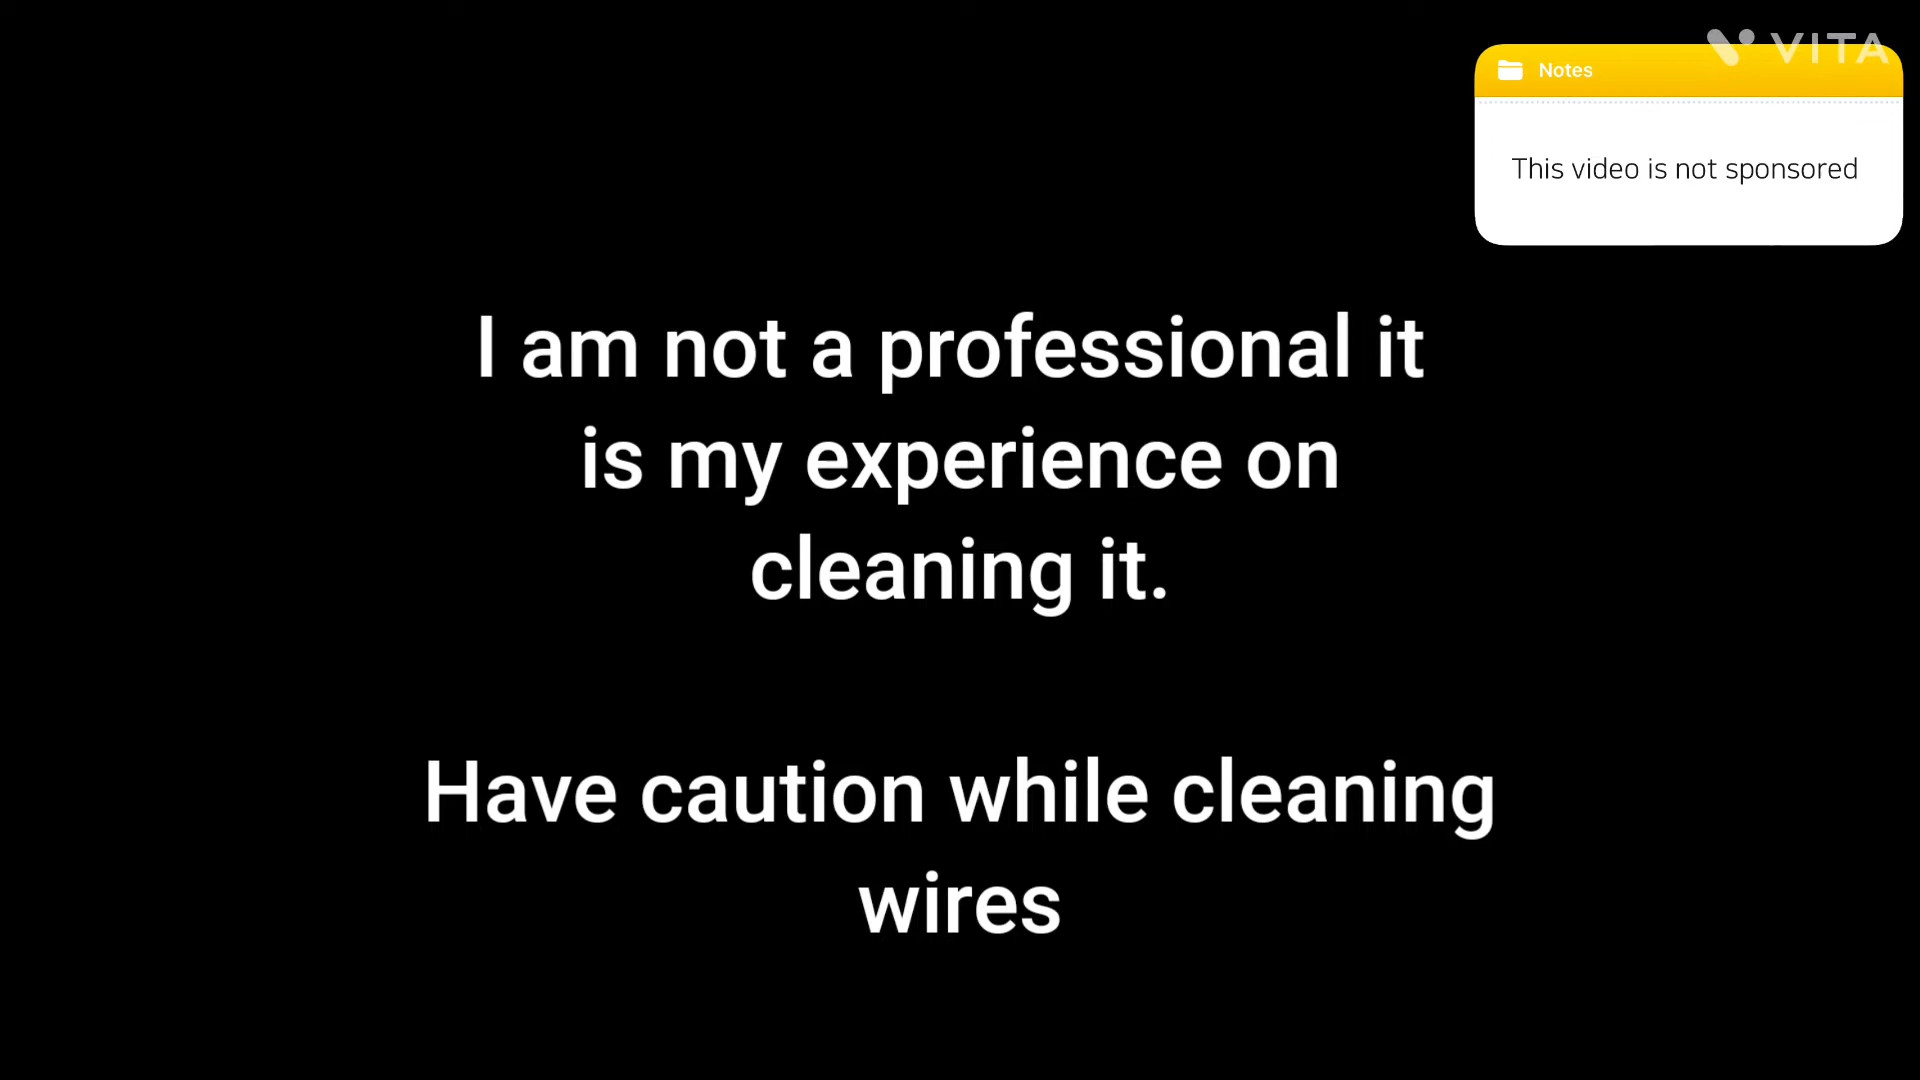 VITA
Notes
This video is not sponsored
I am not a professional it
is my experience on
cleaning it.
Have caution while cleaning
wires